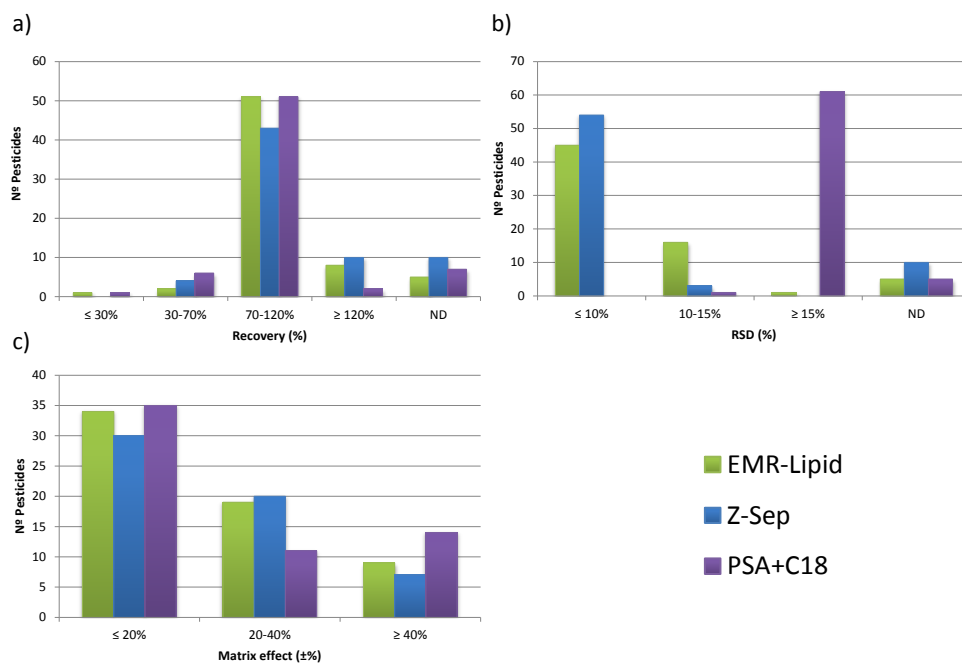 a)
60
50
40
30
20
10
0
Nº Pesticides
≤ 30% 30-70% 70-120% ≥ 120% ND
Recovery (%)
b)
70
60
50
40
30
20
10
0
Nº Pesticides
≤ 10% 10-15% ≥ 15% ND
RSD (%)
c)
40
35
30
25
20
15
10
5
0
Nº Pesticides
≤ 20% 20-40% ≥ 40%
Matrix effect (±%)
EMR-Lipid
Z-Sep
PSA+C18